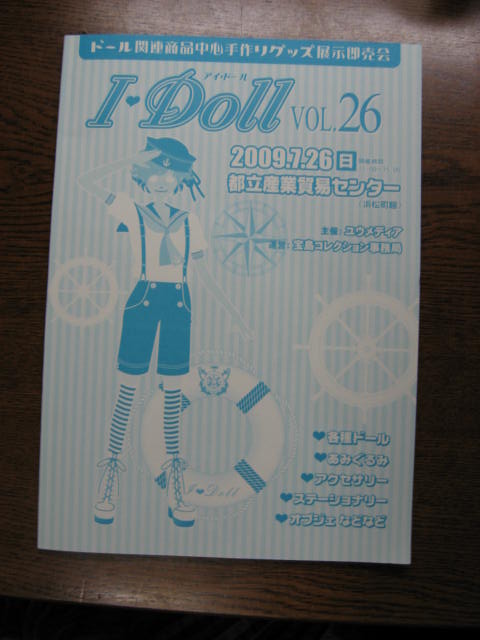 ドール関連商品中心手作りグッズ展示即売会
アイ・ドール
I♥Doll VOL.26
2009.7.26 日
都立産業貿易センター
(浜松町館)
主催：ユウメディア
運営：宝島コレクション事務局
I♥Doll
♥各種ドール
♥あみぐるみ
♥アクセサリー
♥ステーショナリー
♥オブジェ などなど